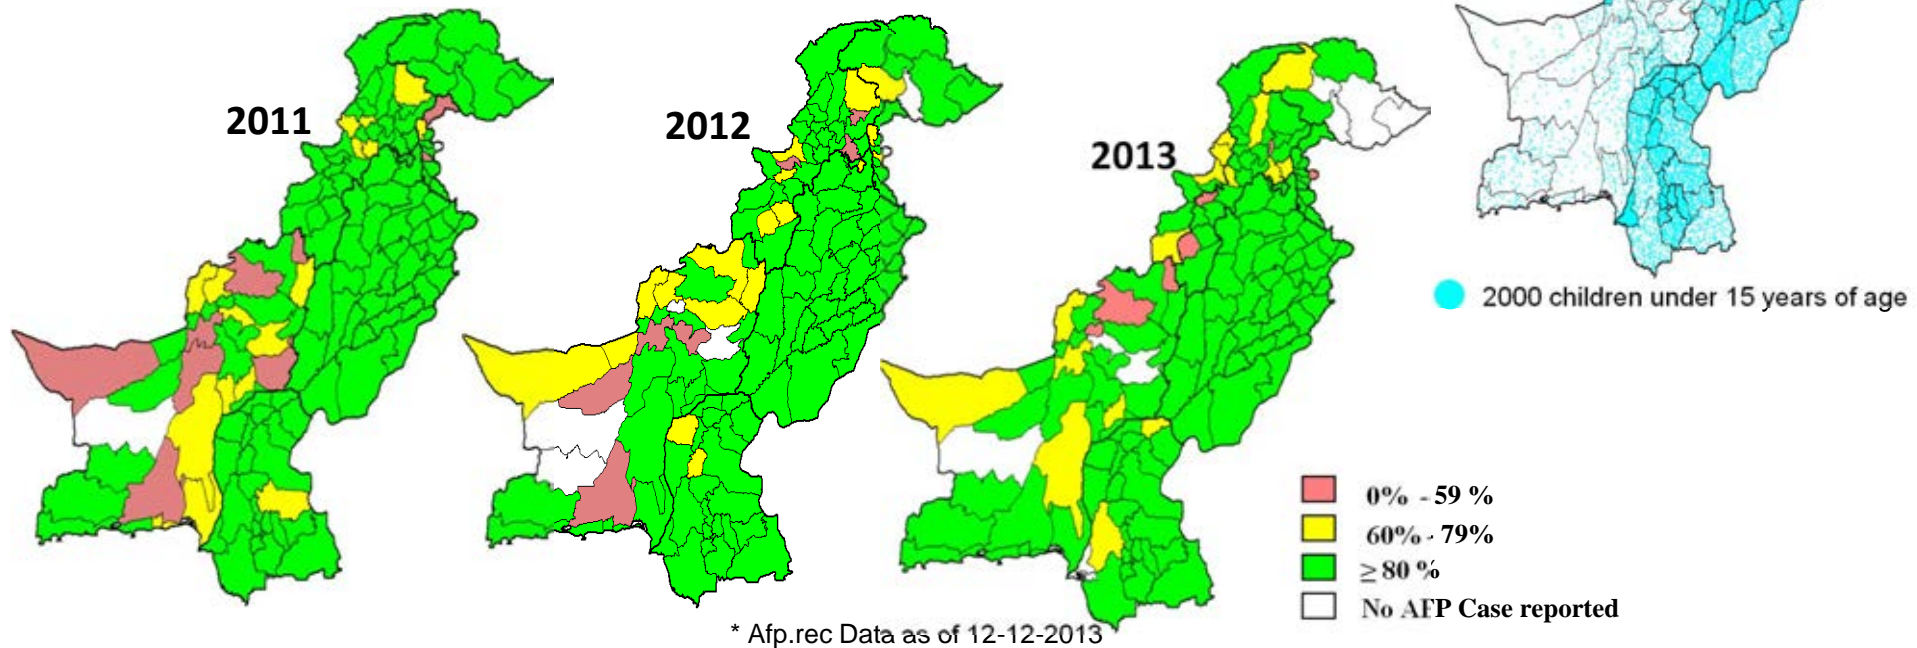 2011
2012
2013
2000 children under 15 years of age
0% - 59 %
60% - 79%
≥ 80 %
No AFP Case reported
* Afp.rec Data as of 12-12-2013